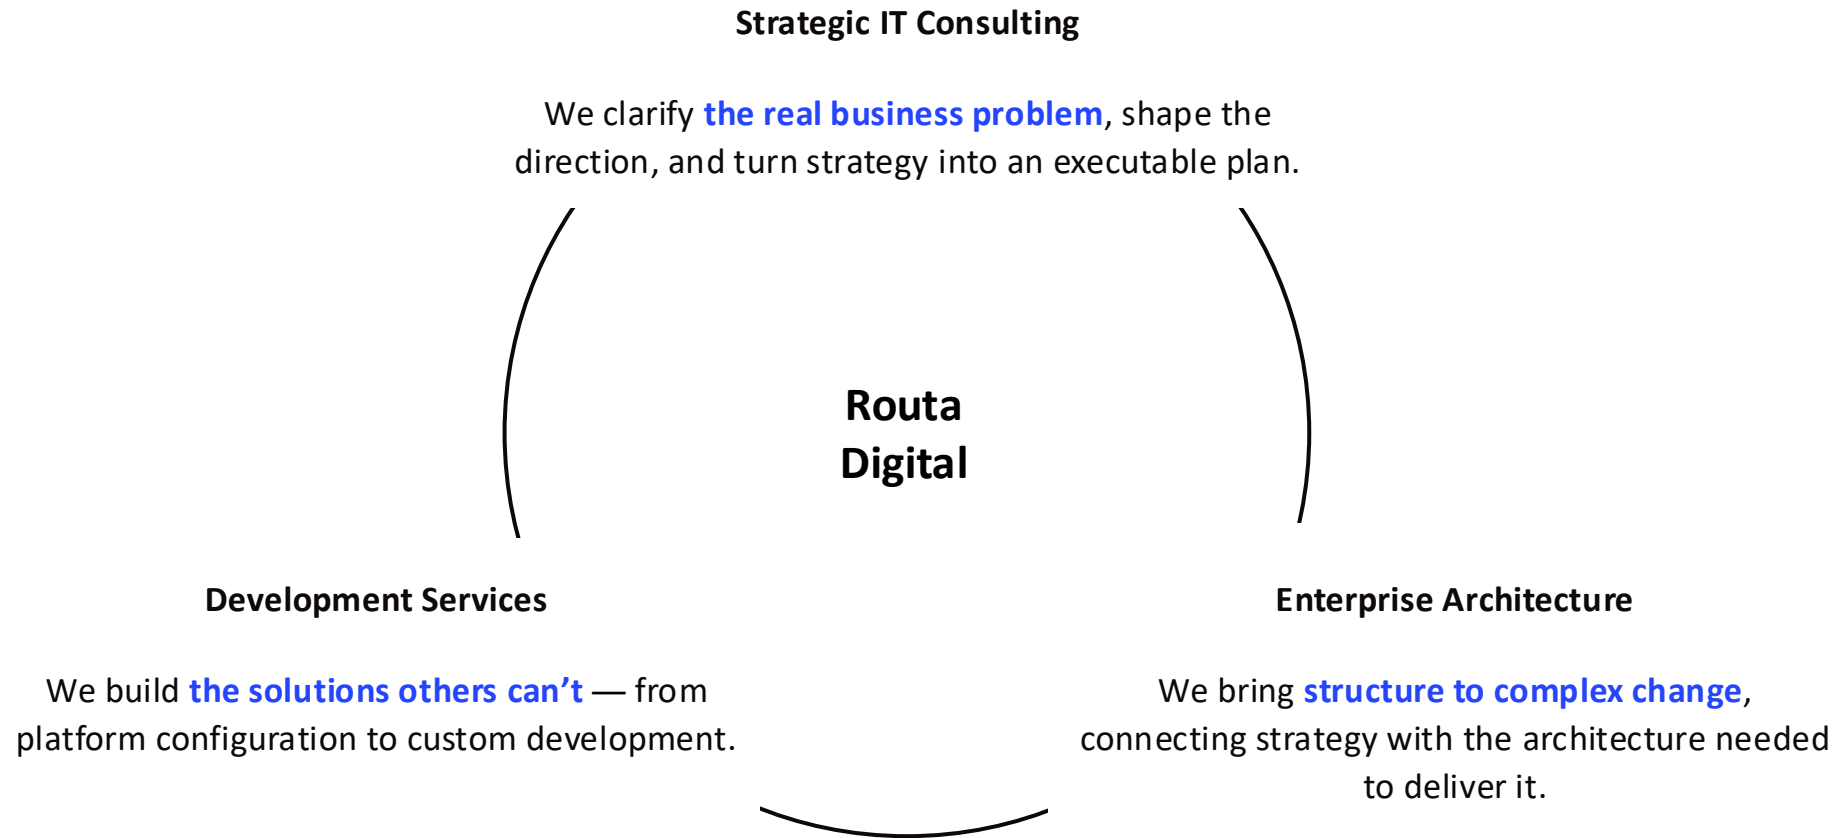 Strategic IT Consulting
We clarify the real business problem, shape the
direction, and turn strategy into an executable plan.
Routa
Digital
Development Services
We build the solutions others can’t — from
platform configuration to custom development.
Enterprise Architecture
We bring structure to complex change,
connecting strategy with the architecture needed
to deliver it.